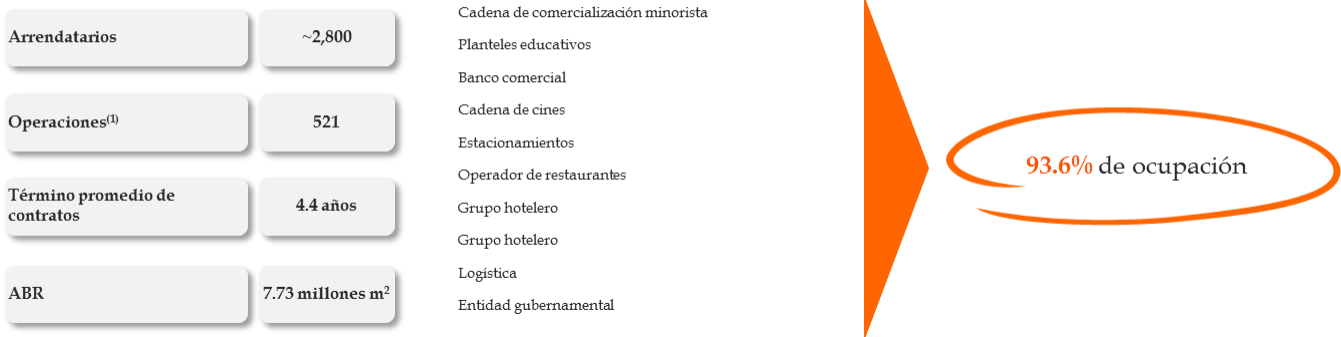 Arrendatarios
~2,800
Operaciones(1)
521
Término promedio de
contratos
4.4 años
ABR
7.73 millones m2
Cadena de comercialización minorista
Planteles educativos
Banco comercial
Cadena de cines
Estacionamientos
Operador de restaurantes
Grupo hotelero
Grupo hotelero
Logística
Entidad gubernamental
93.6% de ocupación